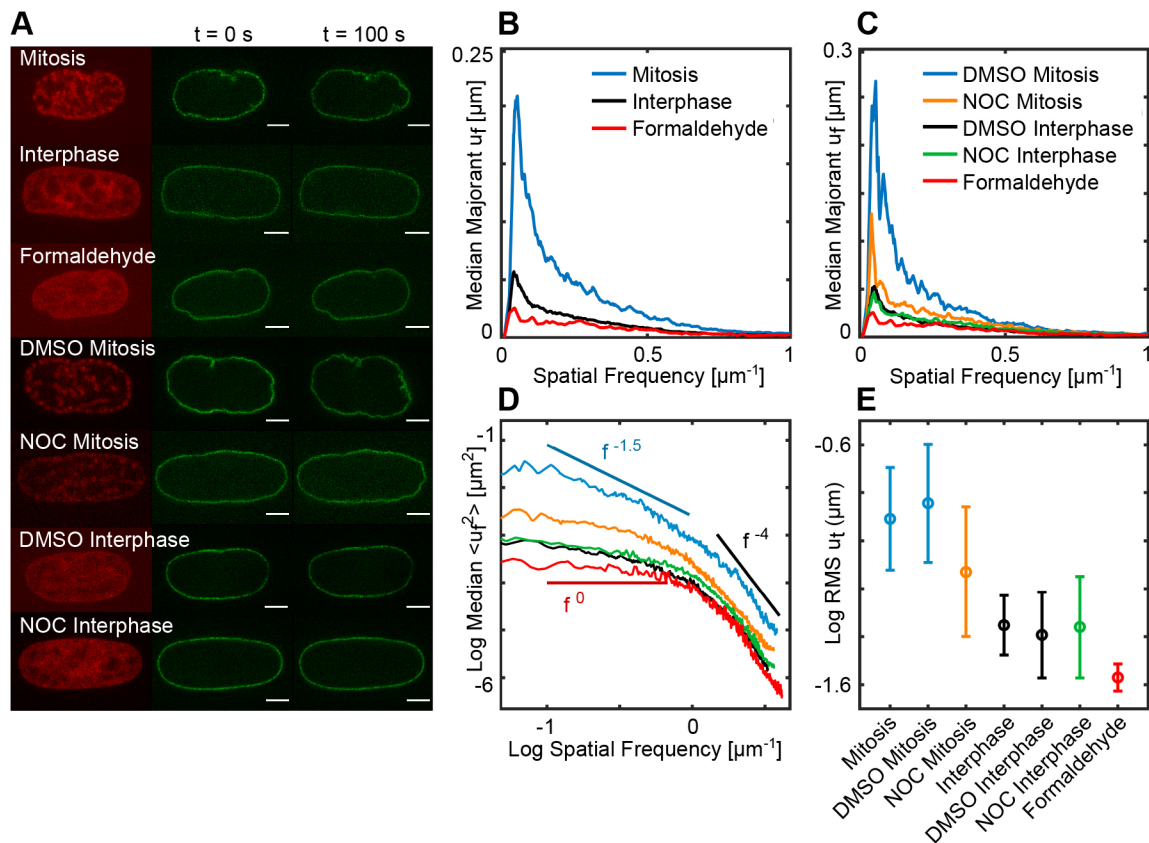 A
t = 0 s
t = 100 s
Mitosis
Interphase
Formaldehyde
DMSO Mitosis
NOC Mitosis
DMSO Interphase
NOC Interphase
B
0.25
0
Median Majorant uf [µm]
Mitosis
Interphase
Formaldehyde
0
0.5
1
Spatial Frequency [µm-1]
C
0.3
0
Median Majorant uf [µm]
DMSO Mitosis
NOC Mitosis
DMSO Interphase
NOC Interphase
Formaldehyde
0
0.5
1
Spatial Frequency [µm-1]
D
-1
-6
Log Median <uf2> [µm2]
f -1.5
f -4
f 0
-1
0
Log Spatial Frequency [µm-1]
E
-0.6
-1.6
Log RMS ut (µm)
Mitosis
DMSO Mitosis
NOC Mitosis
Interphase
DMSO Interphase
NOC Interphase
Formaldehyde